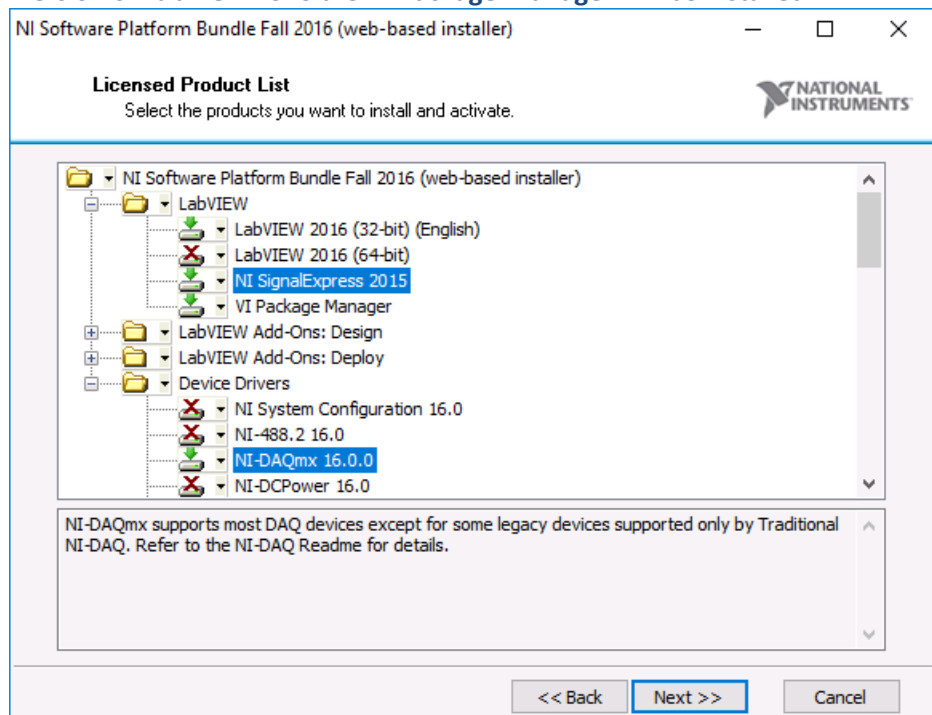 NI Software Platform Bundle Fall 2016 (web-based installer)
Licensed Product List
Select the products you want to install and activate.
NATIONAL
INSTRUMENTS
NI Software Platform Bundle Fall 2016 (web-based installer)
LabVIEW
LabVIEW 2016 (32-bit) (English)
LabVIEW 2016 (64-bit)
NI SignalExpress 2015
VI Package Manager
LabVIEW Add-Ons: Design
LabVIEW Add-Ons: Deploy
Device Drivers
NI System Configuration 16.0
NI-488.2 16.0
NI-DAQmx 16.0.0
NI-DCPower 16.0
NI-DAQmx supports most DAQ devices except for some legacy devices supported only by Traditional
NI-DAQ. Refer to the NI-DAQ Readme for details.
<< Back Next >> Cancel